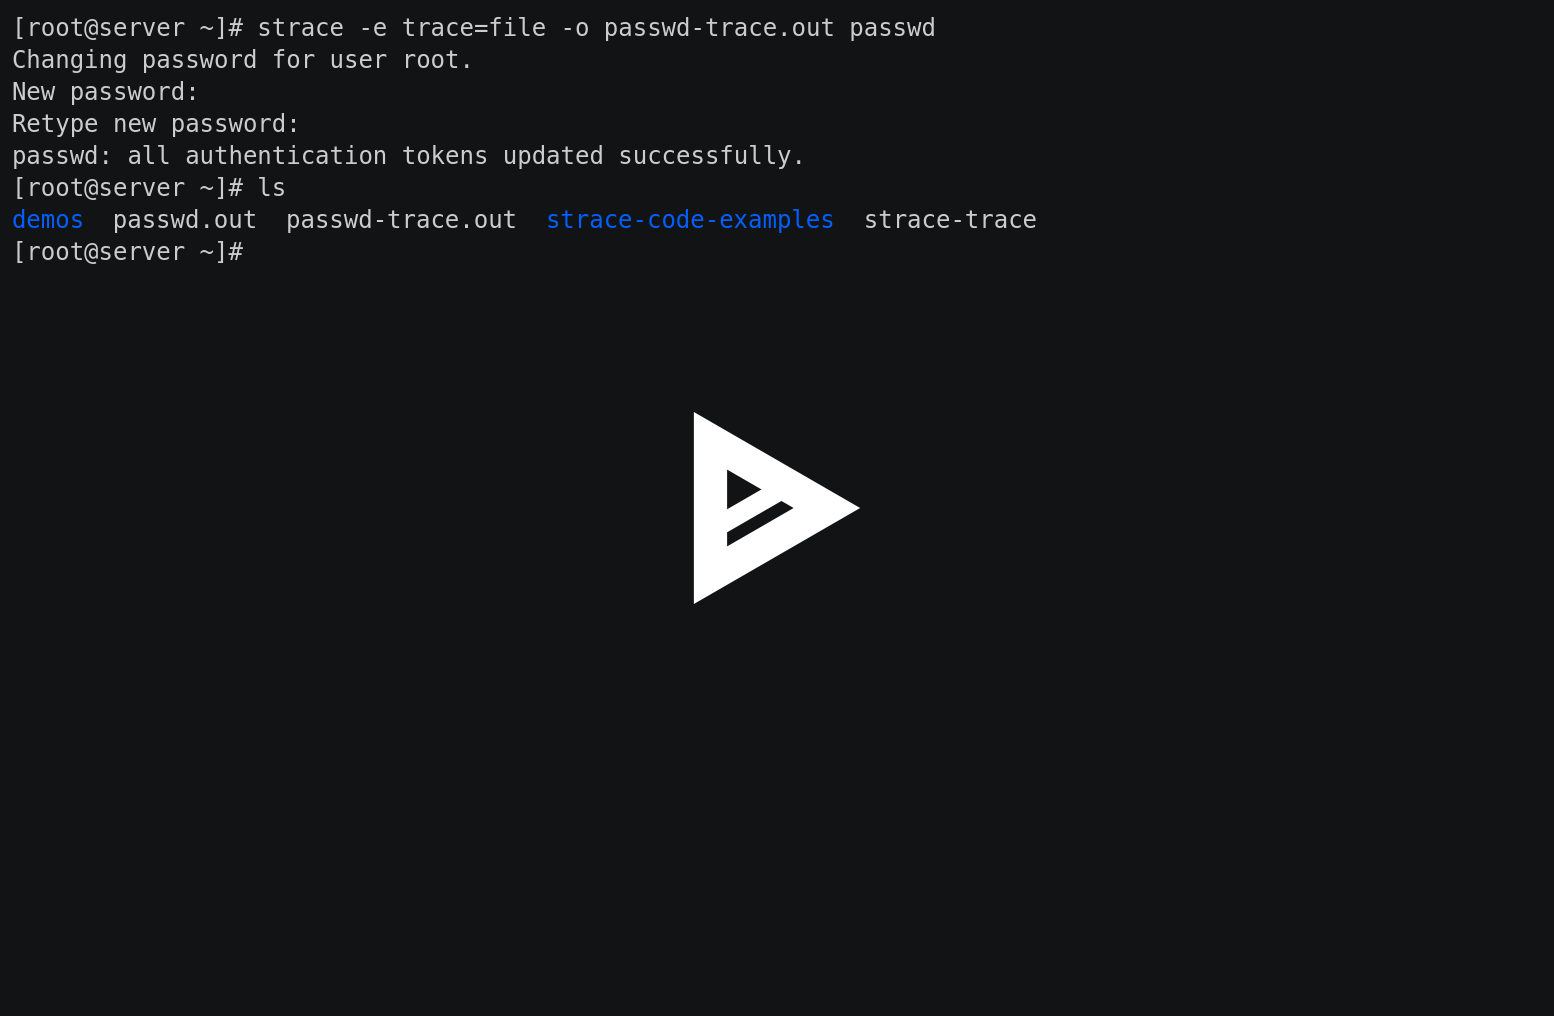 [root@server ~]# strace -e trace=file -o passwd-trace.out passwd
Changing password for user root.
New password:
Retype new password:
passwd: all authentication tokens updated successfully.
[root@server ~]# ls
demos  passwd.out  passwd-trace.out  strace-code-examples  strace-trace
[root@server ~]#